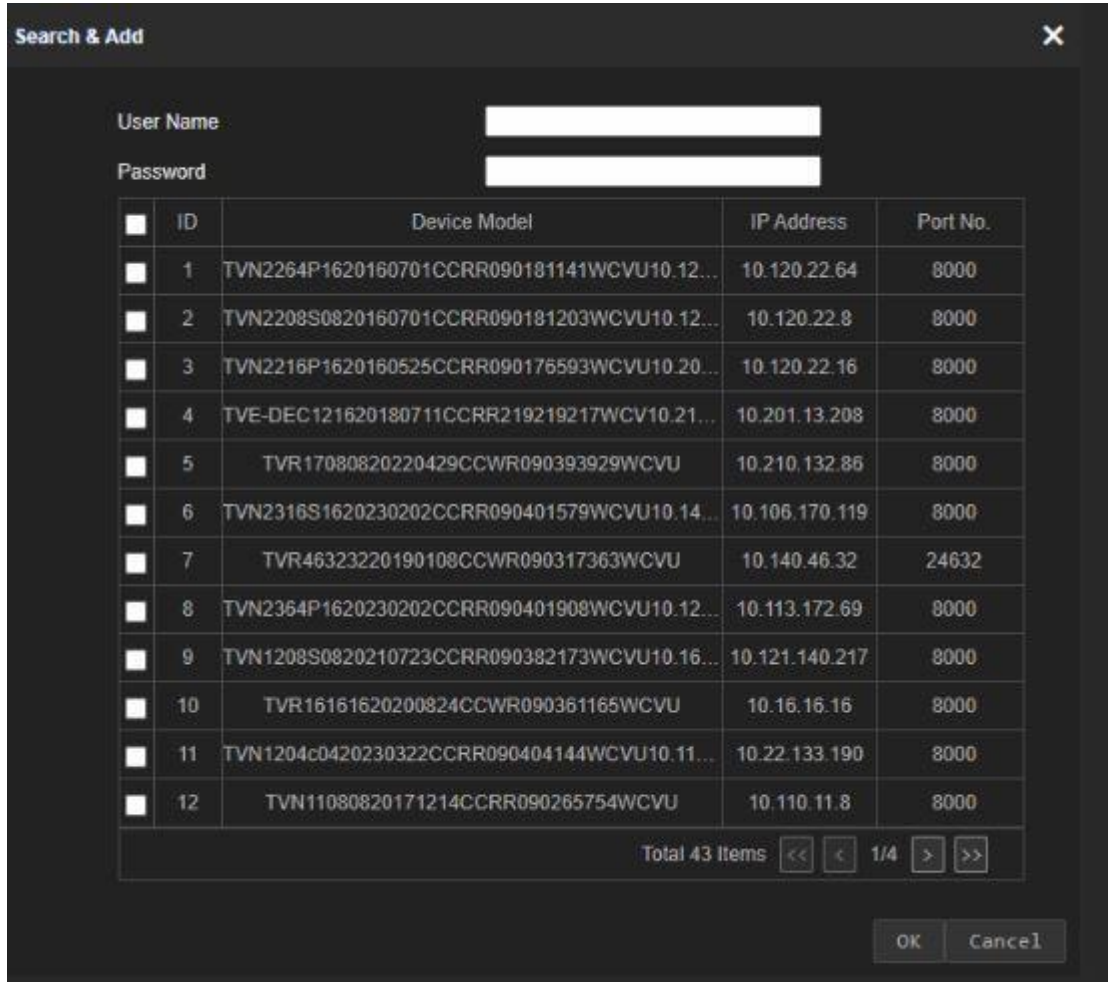 Search & Add
User Name
Password
ID Device Model IP Address Port No.
1 TVN2264P1620160701CCRR090181141WCVU10.12... 10.120.22.64 8000
2 TVN2208S0820160701CCRR090181203WCVU10.12... 10.120.22.8 8000
3 TVN2216P1620160525CCRR090176593WCVU10.20... 10.120.22.16 8000
4 TVE-DEC121620180711CCRR219219217WCV10.21... 10.201.13.208 8000
5 TVR17080820220429CCWR090393929WCVU 10.210.132.86 8000
6 TVN2316S1620230202CCRR090401579WCVU10.14... 10.106.170.119 8000
7 TVR46323220190108CCWR090317363WCVU 10.140.46.32 24632
8 TVN2364P1620230202CCRR090401908WCVU10.12... 10.113.172.69 8000
9 TVN1208S0820210723CCRR090382173WCVU10.16... 10.121.140.217 8000
10 TVR16161620200824CCWR090361165WCVU 10.16.16.16 8000
11 TVN1204c0420230322CCRR090404144WCVU10.11... 10.22.133.190 8000
12 TVN11080820171214CCRR090265754WCVU 10.110.11.8 8000
Total 43 Items << < 1/4 > >>
OK Cancel